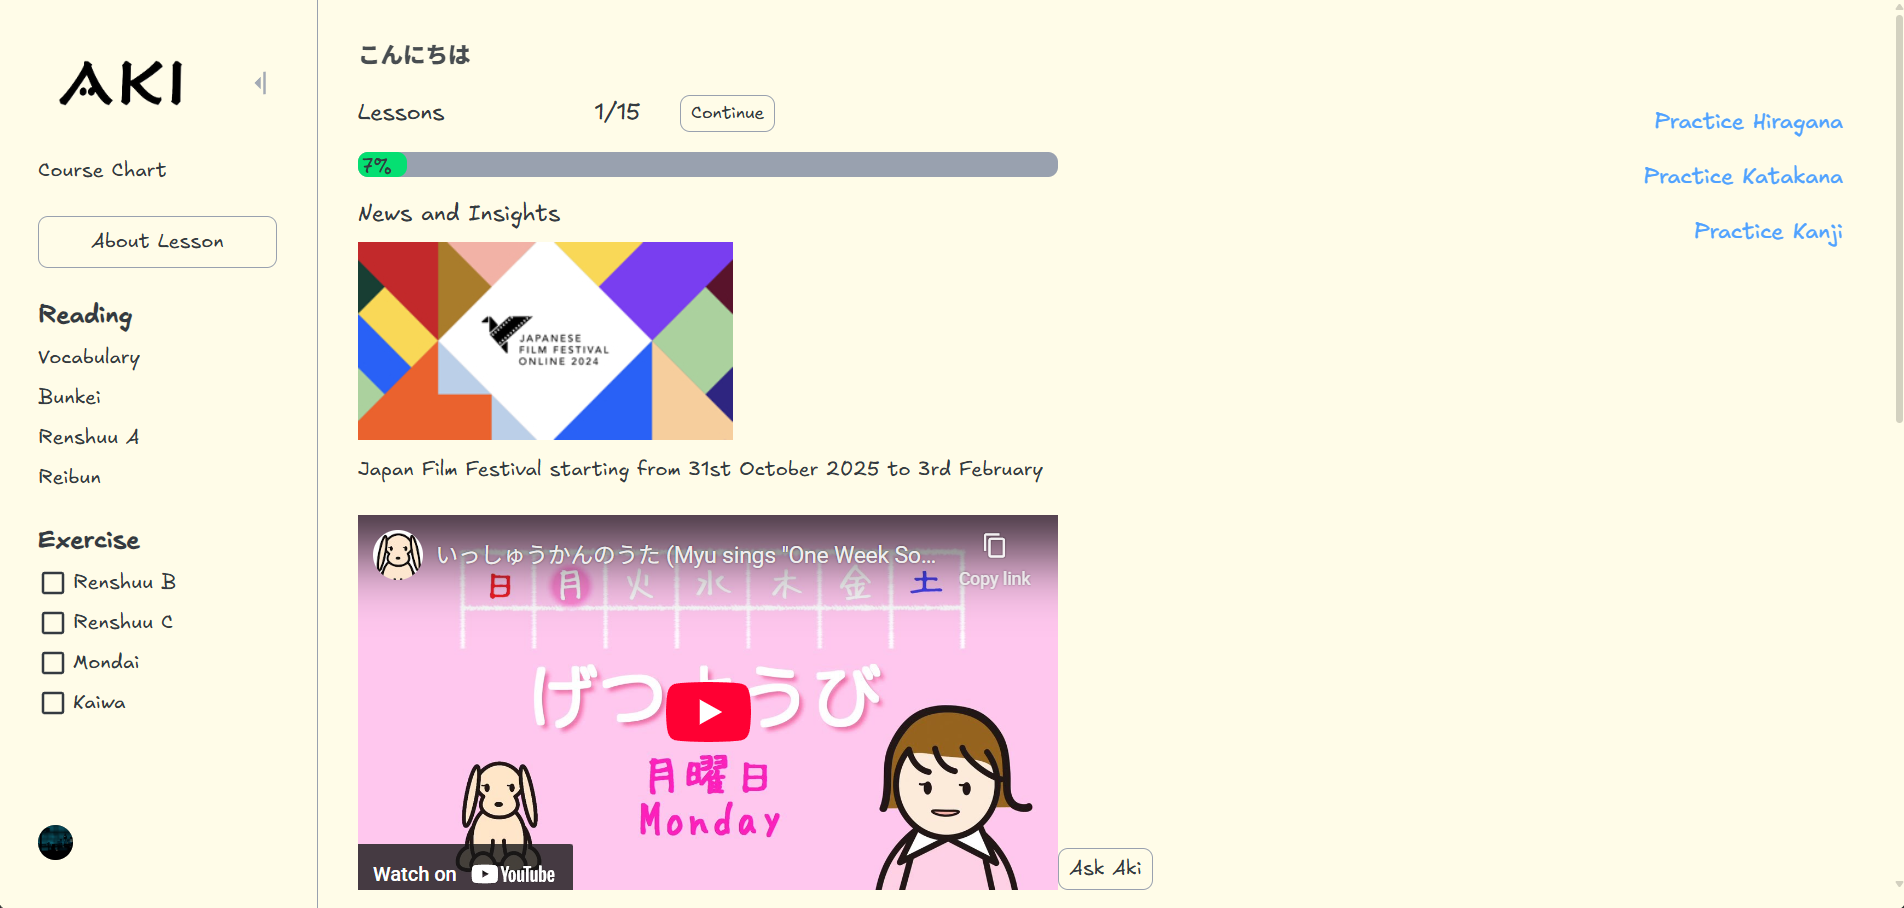 AKI
Course Chart
About Lesson
Reading
Vocabulary
Bunkei
Renshuu A
Reibun
Exercise
Renshuu B
Renshuu C
Mondai
Kaiwa
こんにちは
Lessons 1/15 Continue
7%
News and Insights
JAPANESE
FILM FESTIVAL
ONLINE 2024
Japan Film Festival starting from 31st October 2025 to 3rd February
いっしゅうかんのうた (Myu sings "One Week So...
Copy link
日 月 火 水 木 金 土
げつようび
月曜日
Monday
Watch on YouTube
Ask Aki
Practice Hiragana
Practice Katakana
Practice Kanji